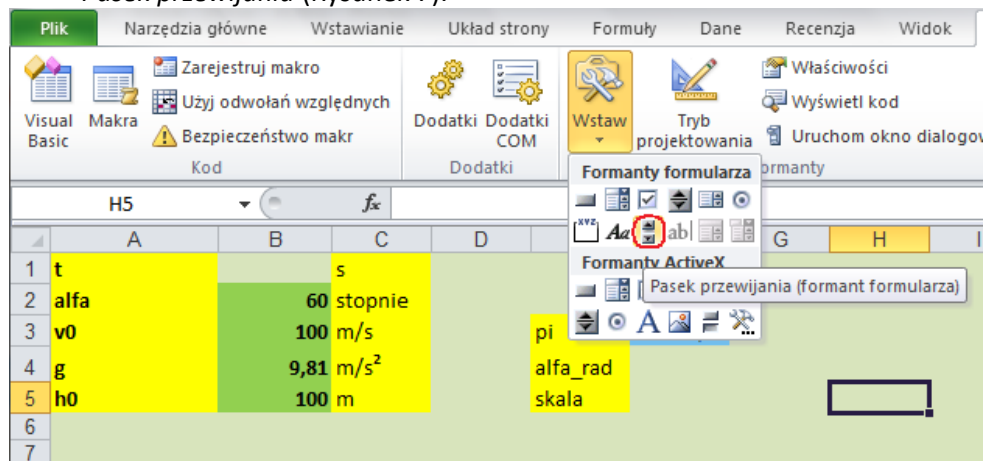 Pasek przewijania (Rysunek
Plik Narzędzia główne Wstawianie Układ strony Formuły Dane Recenzja Widok
Visual Basic
Makra
Zarejestruj makro
Użyj odwołań względnych
Bezpieczeństwo makr
Kod
Dodatki
Dodatki COM
Dodatki
Wstaw
Tryb projektowania
Właściwości
Wyświetl kod
Uruchom okno dialogow
ormanty
Formanty formularza
XYZ Aa ab
Formanty ActiveX
A
Pasek przewijania (formant formularza)
H5 fx
A B C D G H I
1 t s
2 alfa 60 stopnie
3 v0 100 m/s pi
4 g 9,81 m/s² alfa_rad
5 h0 100 m skala
6
7